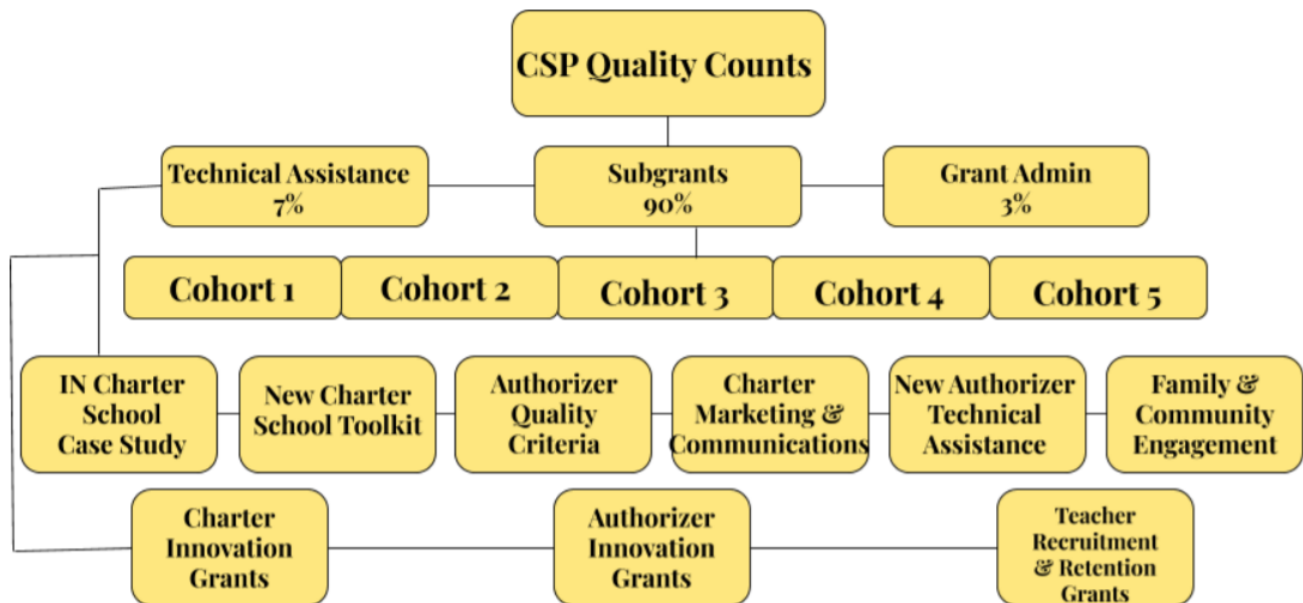 CSP Quality Counts
Technical Assistance
7%
Subgrants
90%
Grant Admin
3%
Cohort 1
Cohort 2
Cohort 3
Cohort 4
Cohort 5
IN Charter
School
Case Study
New Charter
School Toolkit
Authorizer
Quality
Criteria
Charter
Marketing &
Communications
New Authorizer
Technical
Assistance
Family &
Community
Engagement
Charter
Innovation
Grants
Authorizer
Innovation
Grants
Teacher
Recruitment
& Retention
Grants